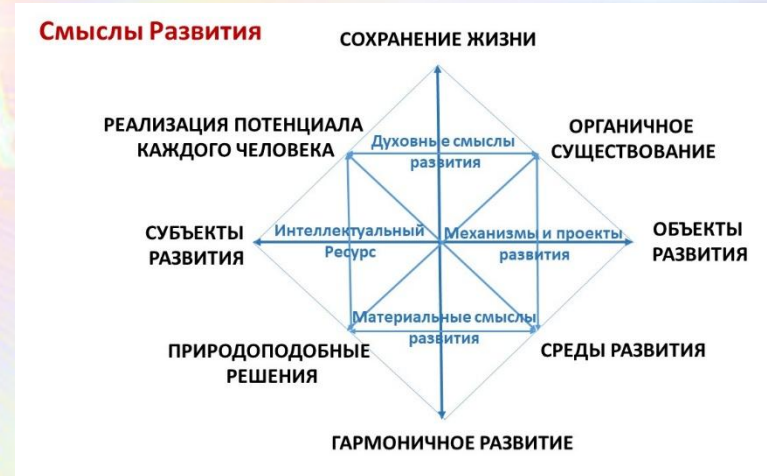 Смыслы Развития
СОХРАНЕНИЕ ЖИЗНИ
РЕАЛИЗАЦИЯ ПОТЕНЦИАЛА
КАЖДОГО ЧЕЛОВЕКА
Духовные смыслы
развития
ОРГАНИЧНОЕ
СУЩЕСТВОВАНИЕ
СУБЪЕКТЫ
РАЗВИТИЯ
Интеллектуальный
Ресурс
Механизмы и проекты
развития
ОБЪЕКТЫ
РАЗВИТИЯ
Материальные смыслы
развития
ПРИРОДОПОДОБНЫЕ
РЕШЕНИЯ
СРЕДЫ РАЗВИТИЯ
ГАРМОНИЧНОЕ РАЗВИТИЕ